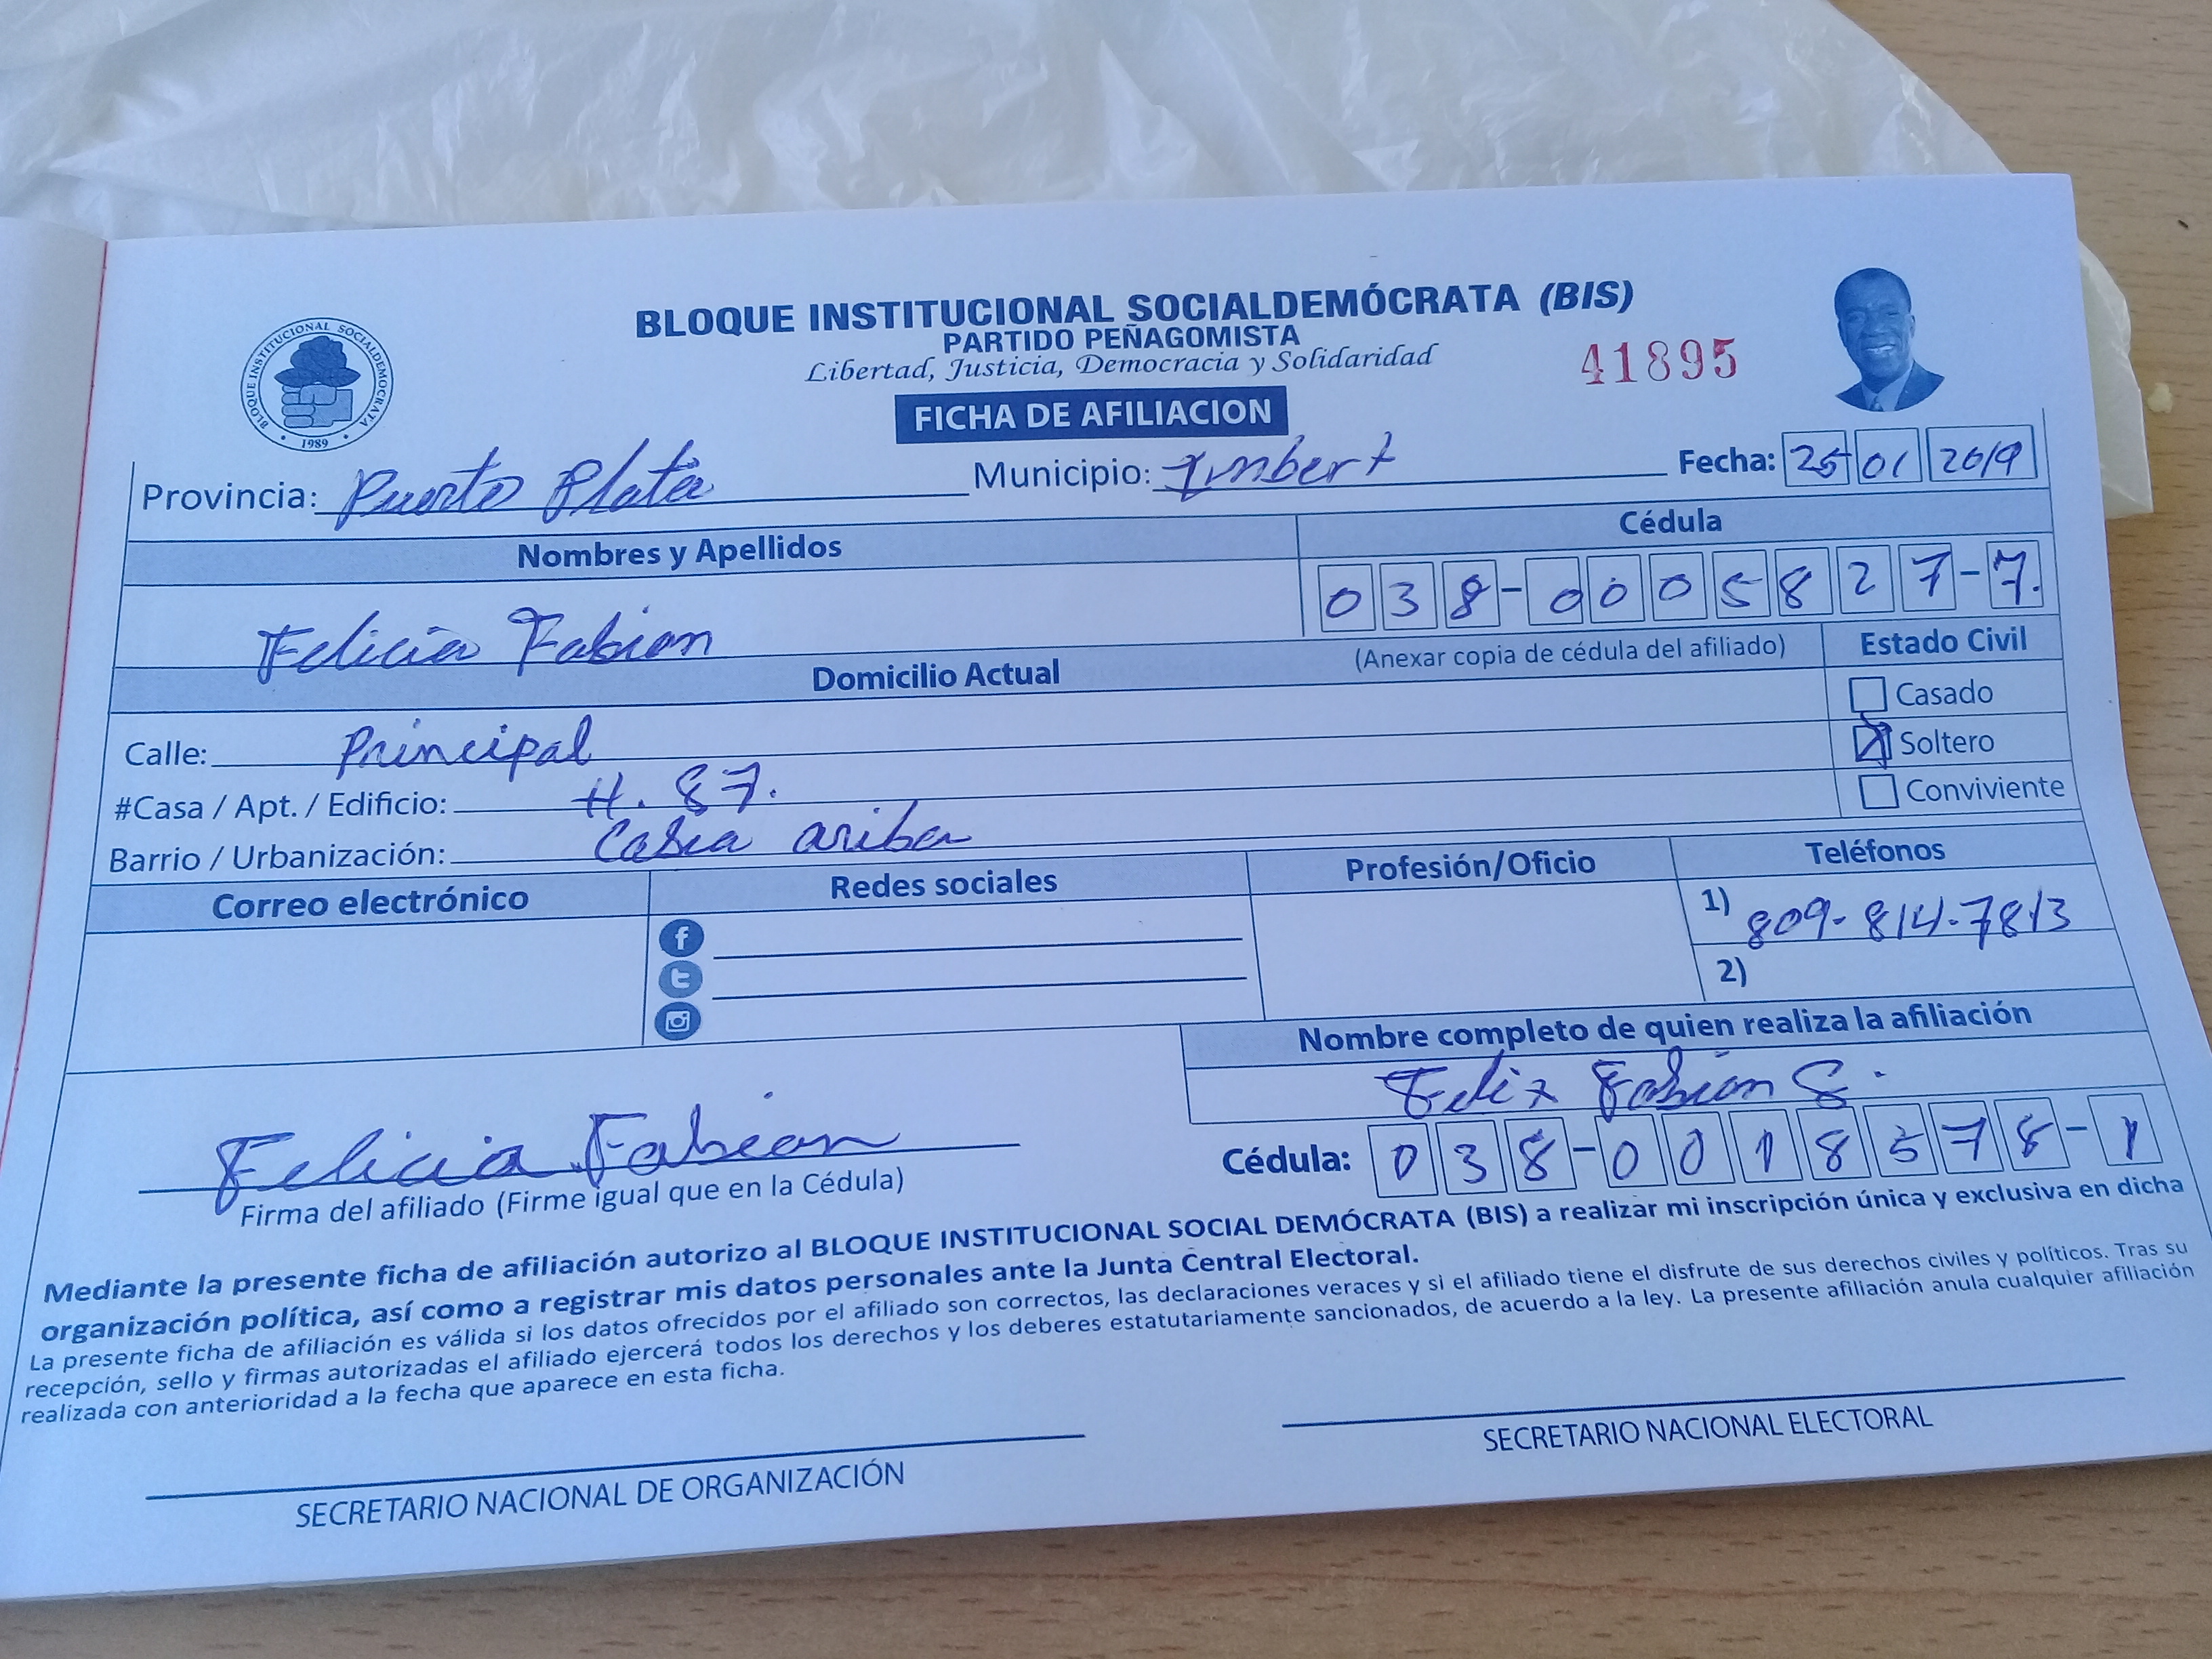 BLOQUE INSTITUCIONAL SOCIALDEMÓCRATA (BIS)
PARTIDO PEÑAGOMISTA
Libertad, Justicia, Democracia y Solidaridad
41895
BLOQUE INSTITUCIONAL SOCIALDEMOCRATA
1989
FICHA DE AFILIACION
Provincia: Puerto Plata Municipio: Imbert Fecha: 25 01 2019
Nombres y Apellidos Cédula
Felicia Fabian 038-0005827-7.
Domicilio Actual (Anexar copia de cédula del afiliado) Estado Civil
Casado
Calle: Principal Soltero
#Casa / Apt. / Edificio: #. 87. Conviviente
Barrio / Urbanización: Cabia ariba
Correo electrónico Redes sociales Profesión/Oficio Teléfonos
1) 809-814-7813
2)
Nombre completo de quien realiza la afiliación
Felix Fabian S.
Felicia Fabian Cédula: 038-0018578-1
Firma del afiliado (Firme igual que en la Cédula)
Mediante la presente ficha de afiliación autorizo al BLOQUE INSTITUCIONAL SOCIAL DEMÓCRATA (BIS) a realizar mi inscripción única y exclusiva en dicha
organización política, así como a registrar mis datos personales ante la Junta Central Electoral.
La presente ficha de afiliación es válida si los datos ofrecidos por el afiliado son correctos, las declaraciones veraces y si el afiliado tiene el disfrute de sus derechos civiles y políticos. Tras su
recepción, sello y firmas autorizadas el afiliado ejercerá todos los derechos y los deberes estatutariamente sancionados, de acuerdo a la ley. La presente afiliación anula cualquier afiliación
realizada con anterioridad a la fecha que aparece en esta ficha.
SECRETARIO NACIONAL DE ORGANIZACIÓN SECRETARIO NACIONAL ELECTORAL